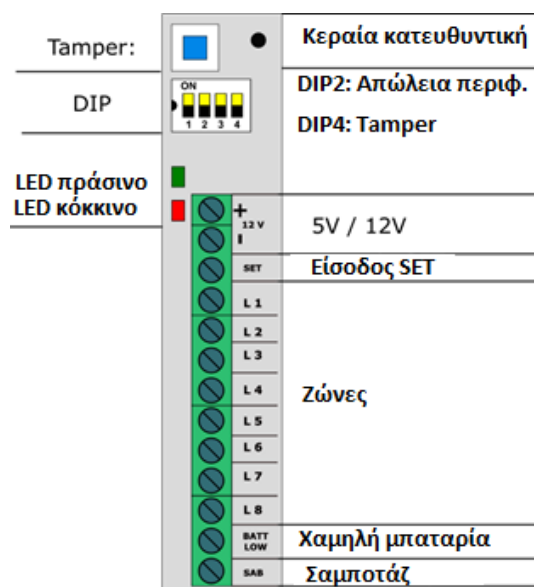 Tamper:
Κεραία κατευθυντική
DIP
ON
1 2 3 4
DIP2: Απώλεια περιφ.
DIP4: Tamper
LED πράσινο
LED κόκκινο
+
12 V
I
5V / 12V
SET
Είσοδος SET
L 1
L 2
L 3
L 4
L 5
L 6
L 7
L 8
Ζώνες
BATT
LOW
Χαμηλή μπαταρία
SAB
Σαμποτάζ